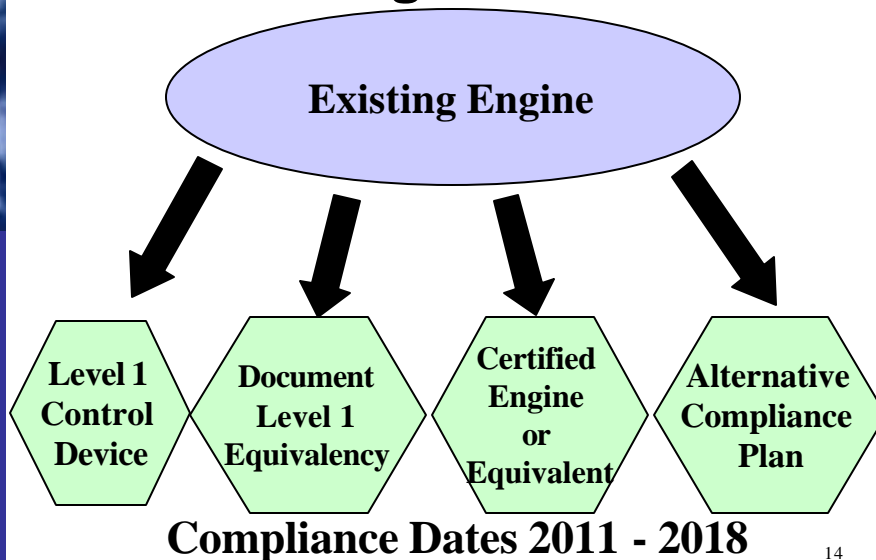 Existing Engine
Level 1
Control
Device
Document
Level 1
Equivalency
Certified
Engine
or
Equivalent
Alternative
Compliance
Plan
Compliance Dates 2011 - 2018
14